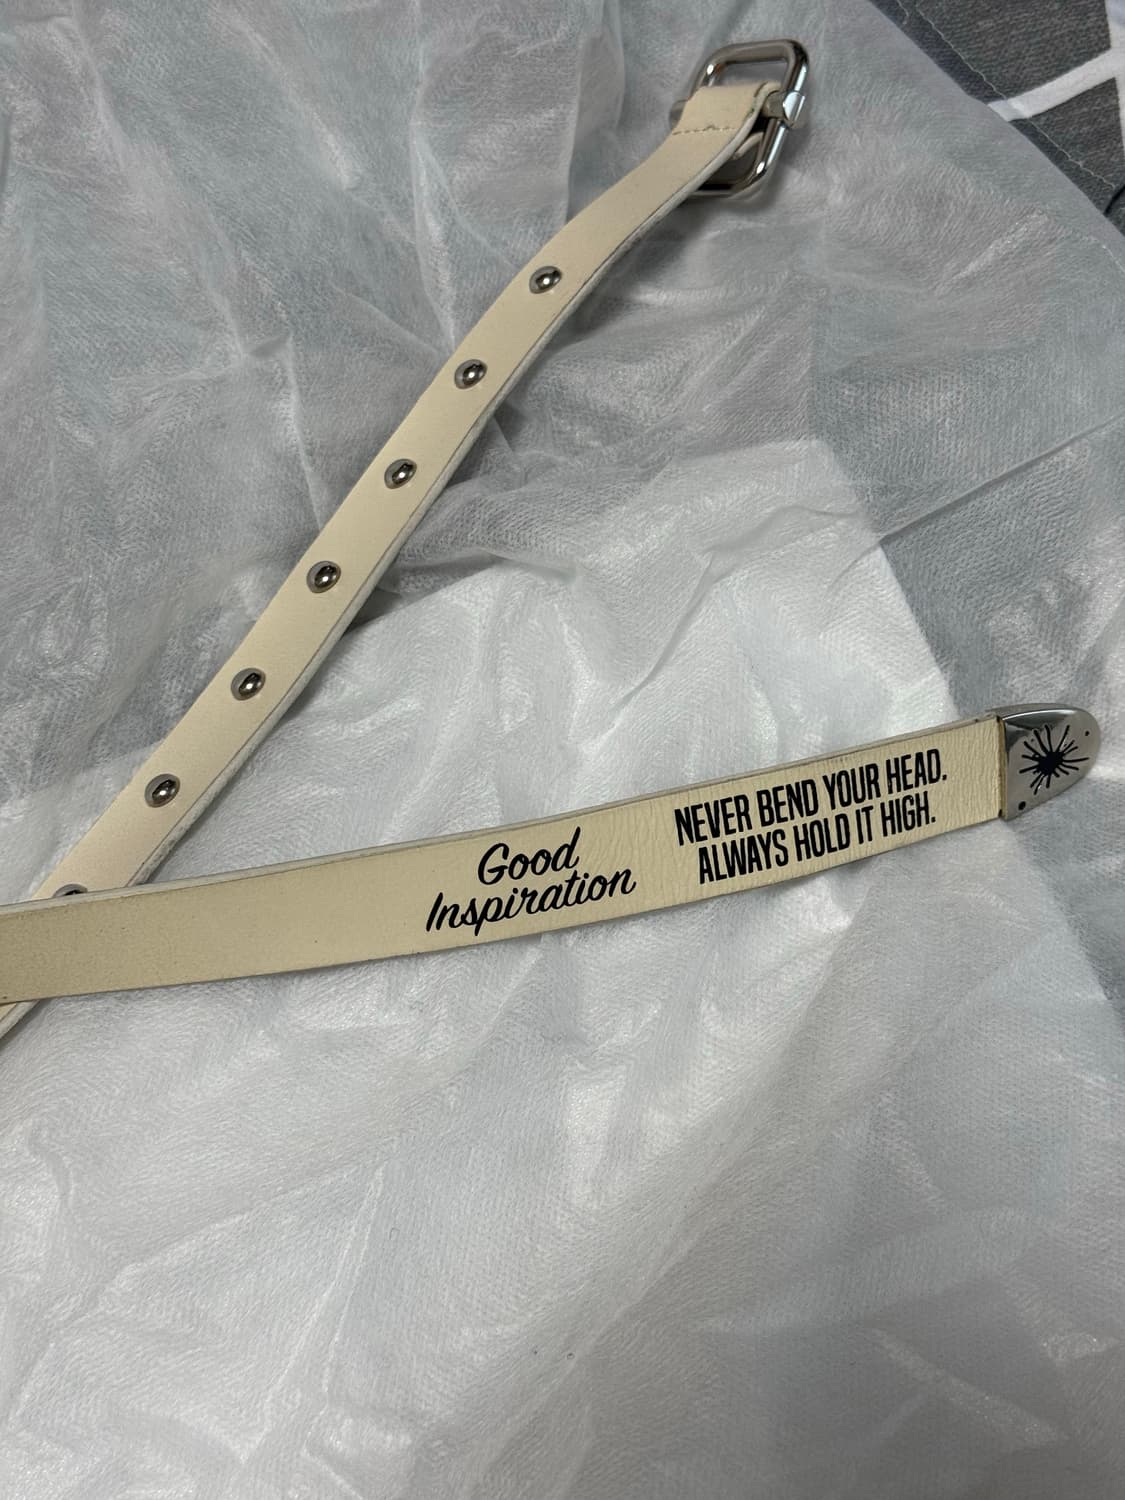 Good
Inspiration
NEVER BEND YOUR HEAD.
ALWAYS HOLD IT HIGH.